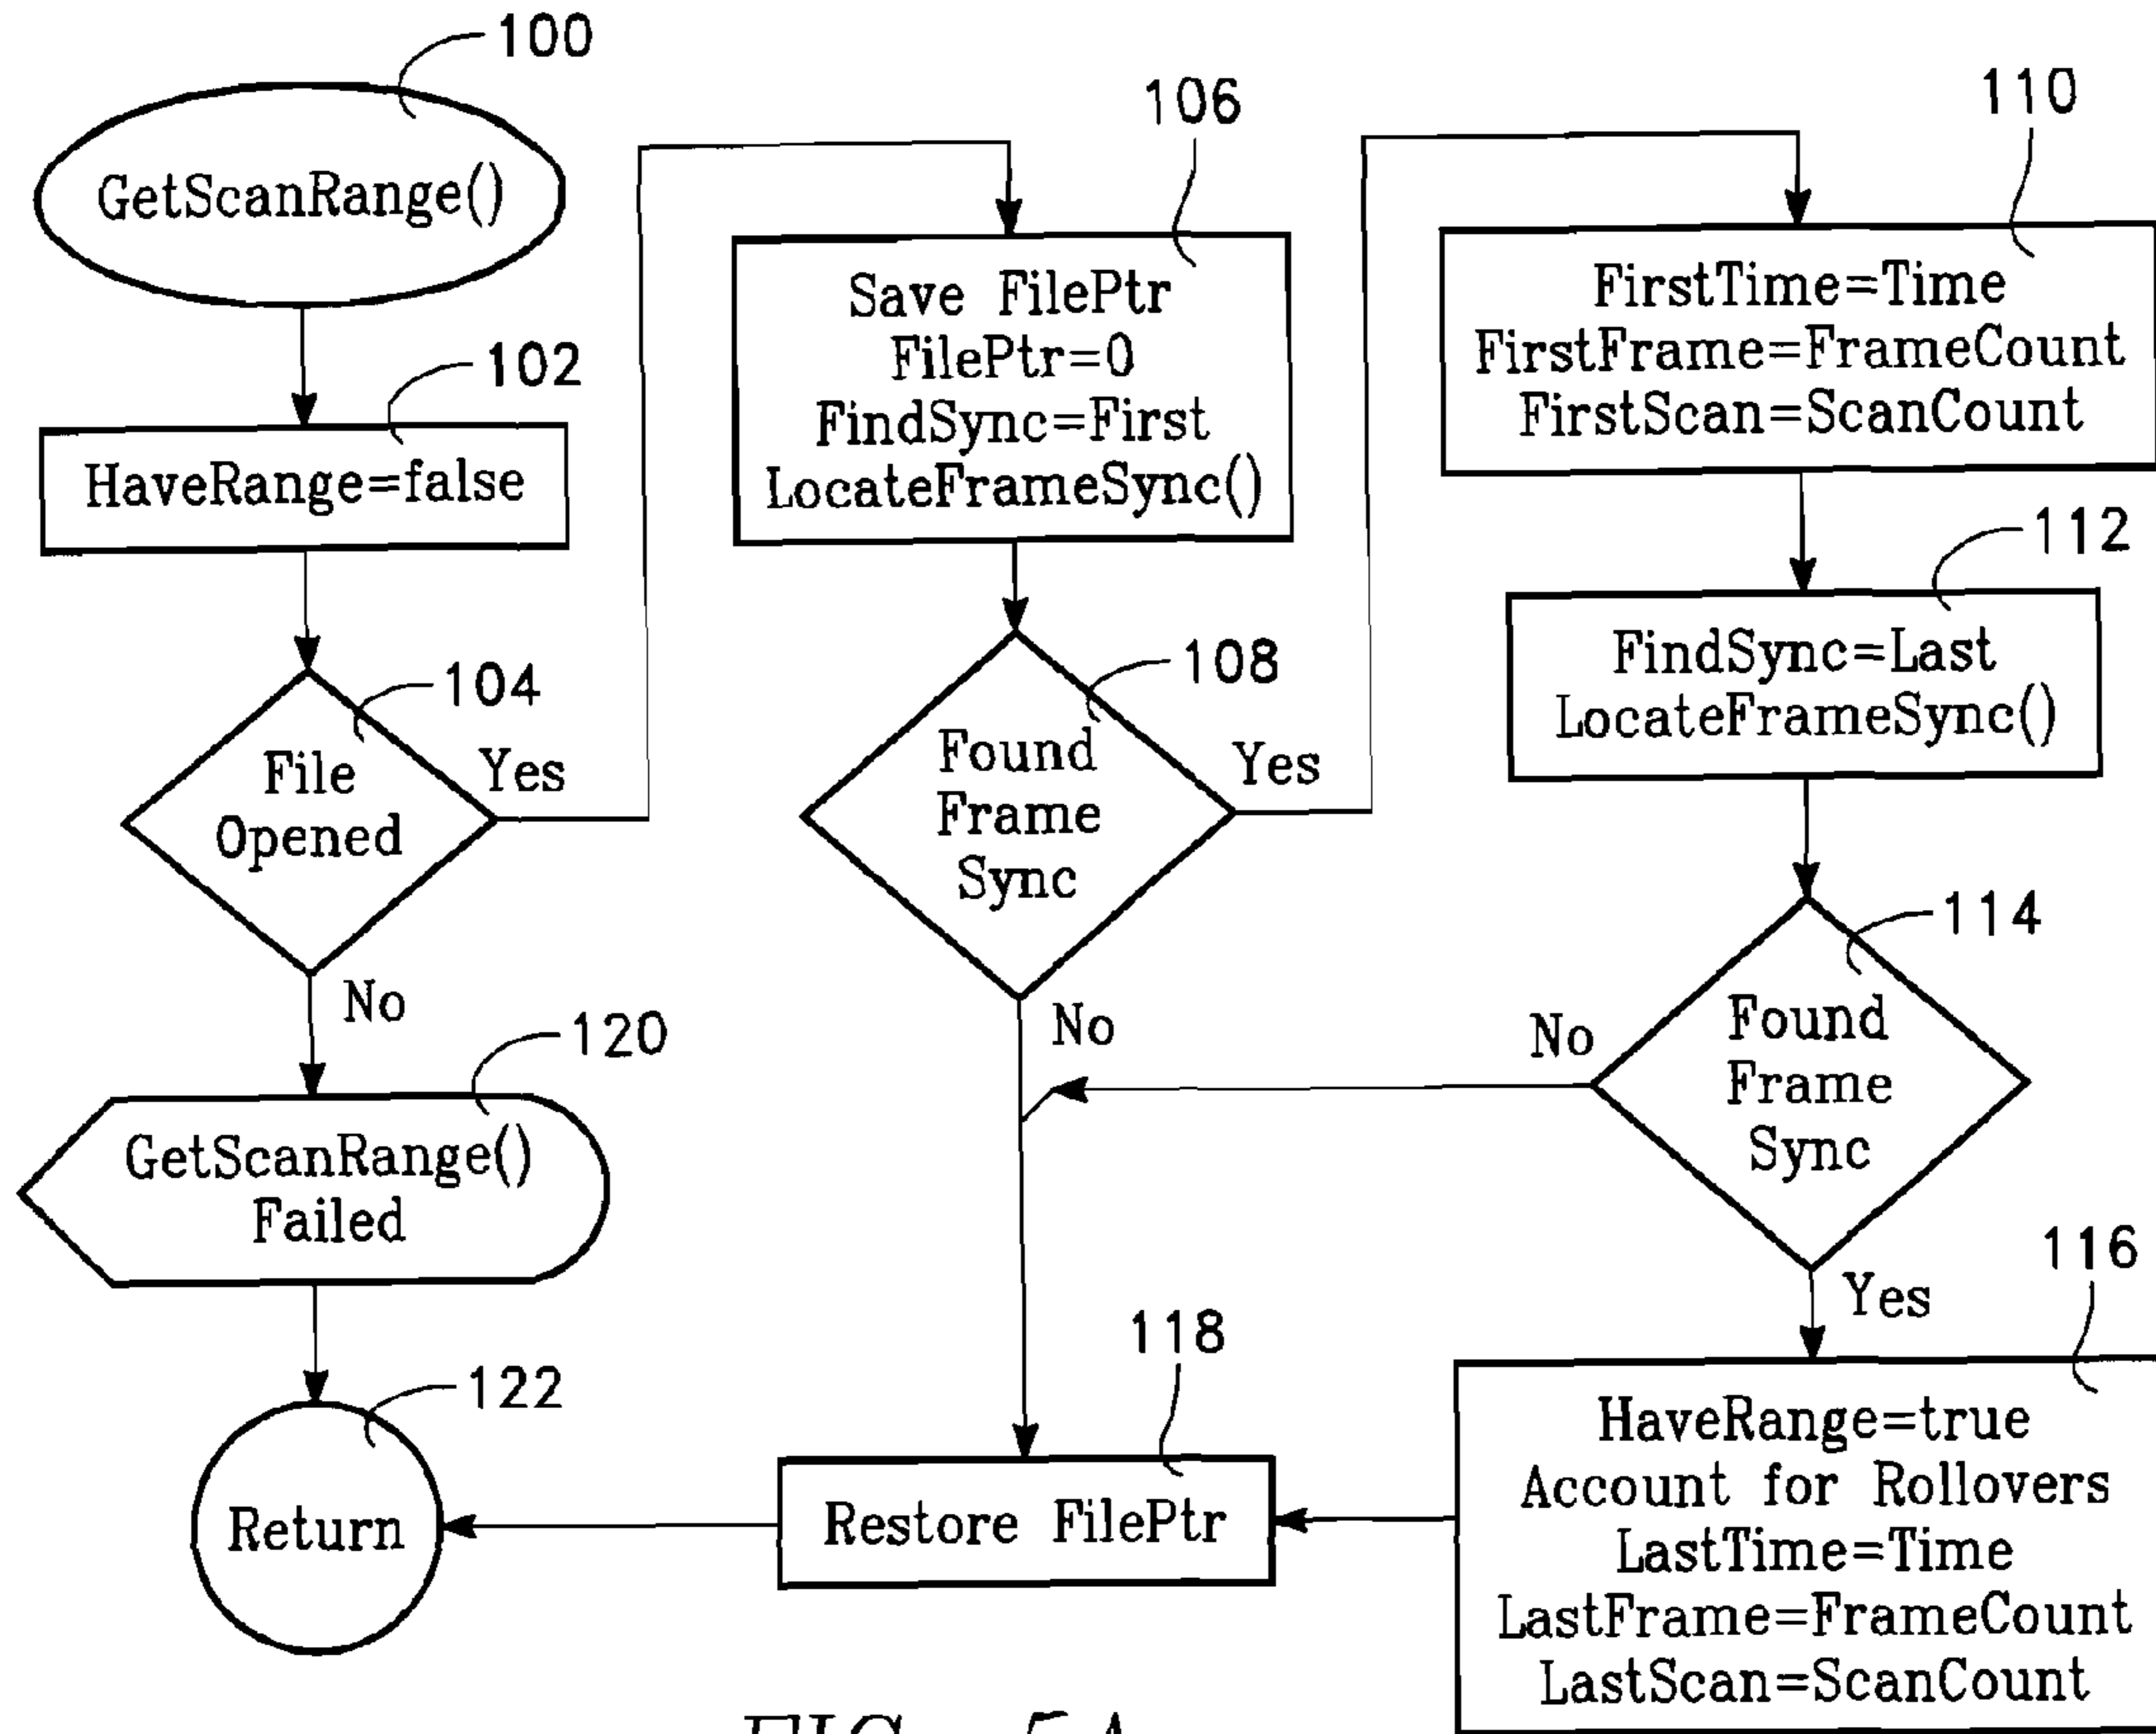 100
GetScanRange()
102
HaveRange=false
104
File
Opened
Yes
No
120
GetScanRange()
Failed
122
Return
106
Save FilePtr
FilePtr=0
FindSync=First
LocateFrameSync()
108
Found
Frame
Sync
Yes
No
118
Restore FilePtr
110
FirstTime=Time
FirstFrame=FrameCount
FirstScan=ScanCount
112
FindSync=Last
LocateFrameSync()
114
Found
Frame
Sync
No
Yes
116
HaveRange=true
Account for Rollovers
LastTime=Time
LastFrame=FrameCount
LastScan=ScanCount
FIG. 5A